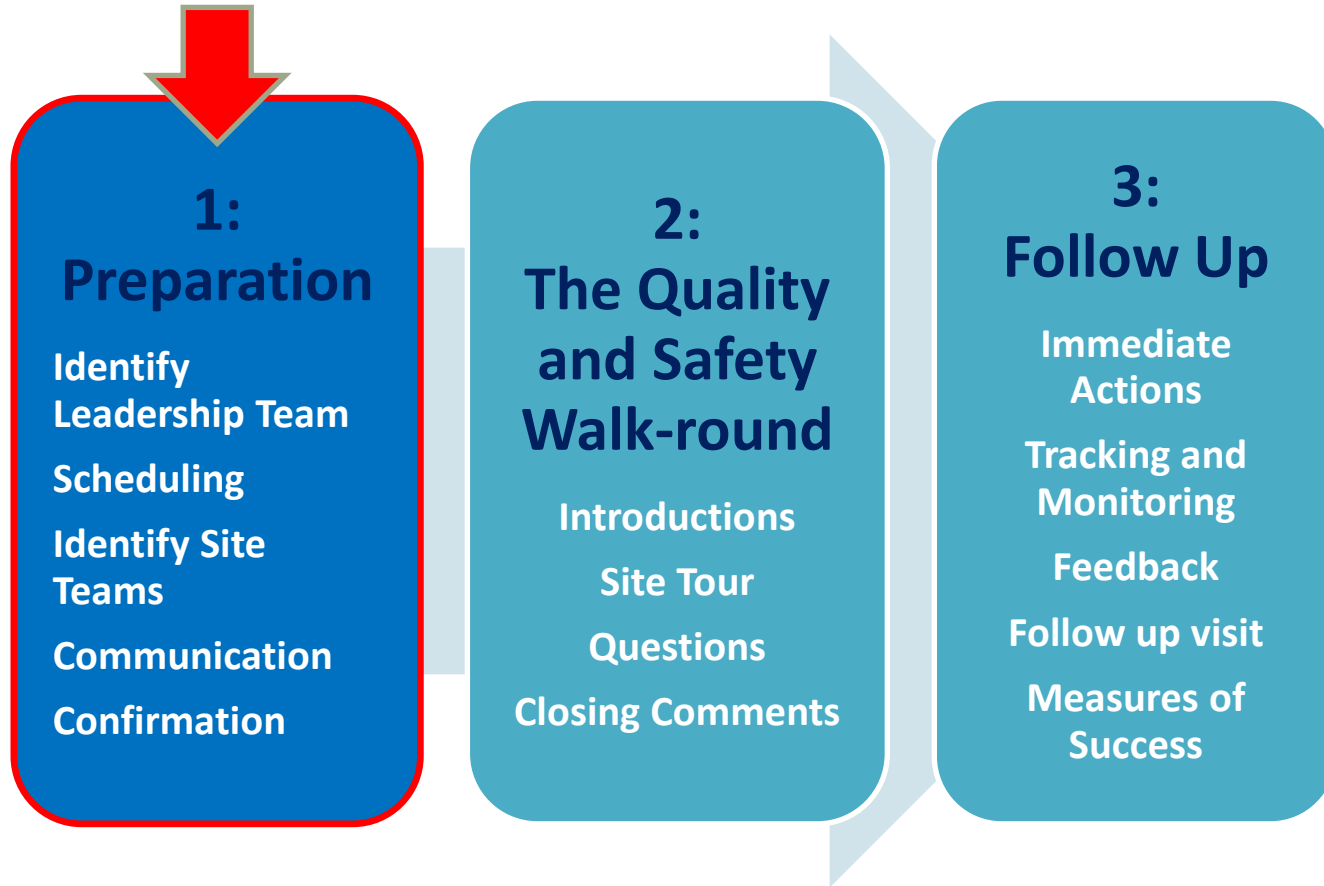 1:
Preparation
Identify
Leadership Team
Scheduling
Identify Site
Teams
Communication
Confirmation
2:
The Quality
and Safety
Walk-round
Introductions
Site Tour
Questions
Closing Comments
3:
Follow Up
Immediate
Actions
Tracking and
Monitoring
Feedback
Follow up visit
Measures of
Success